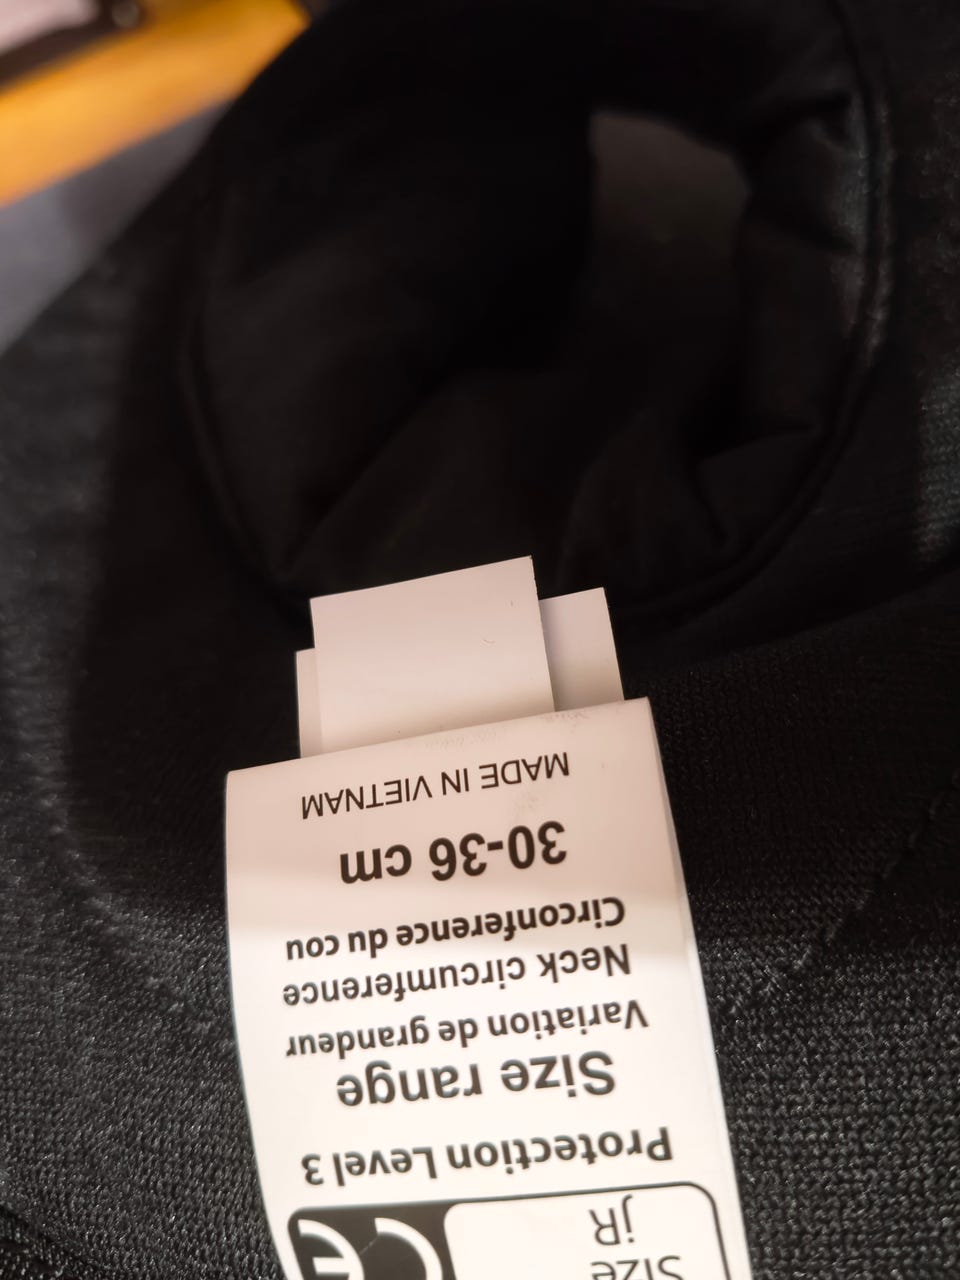 Size
jR
CE
Protection Level 3
Size range
Variation de grandeur
Neck circumference
Circonférence du cou
30-36 cm
MADE IN VIETNAM